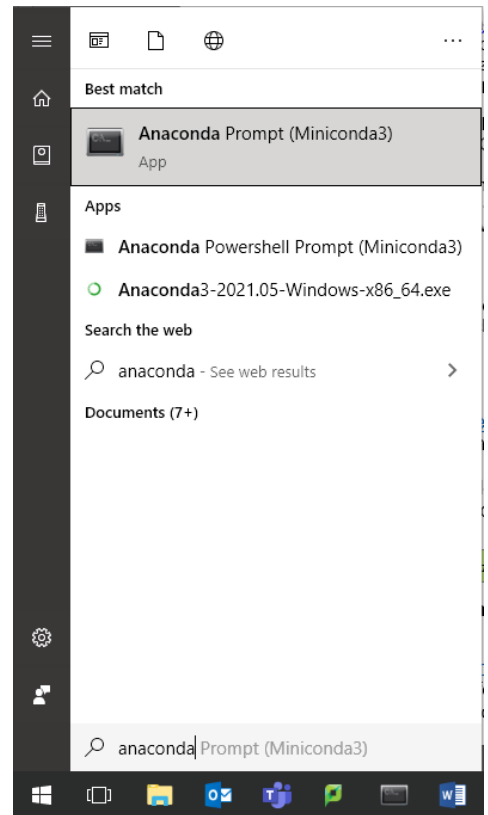 Best match
Anaconda Prompt (Miniconda3)
App
Apps
Anaconda Powershell Prompt (Miniconda3)
Anaconda3-2021.05-Windows-x86_64.exe
Search the web
anaconda - See web results
Documents (7+)
anaconda Prompt (Miniconda3)